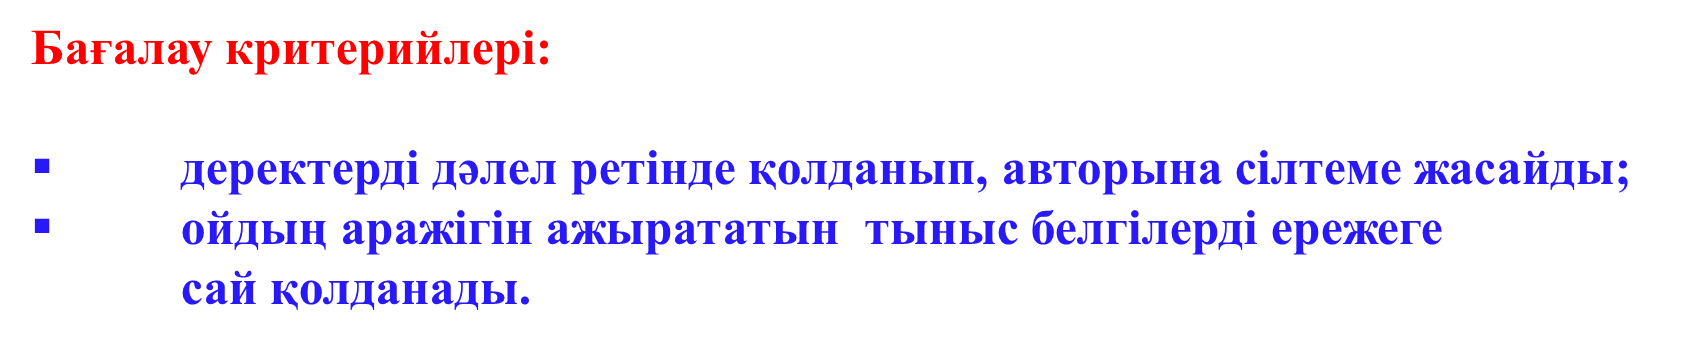 Бағалау критерийлері:
▪ деректерді дәлел ретінде қолданып, авторына сілтеме жасайды;
▪ ойдың аражігін ажырататын  тыныс белгілерді ережеге
сай қолданады.